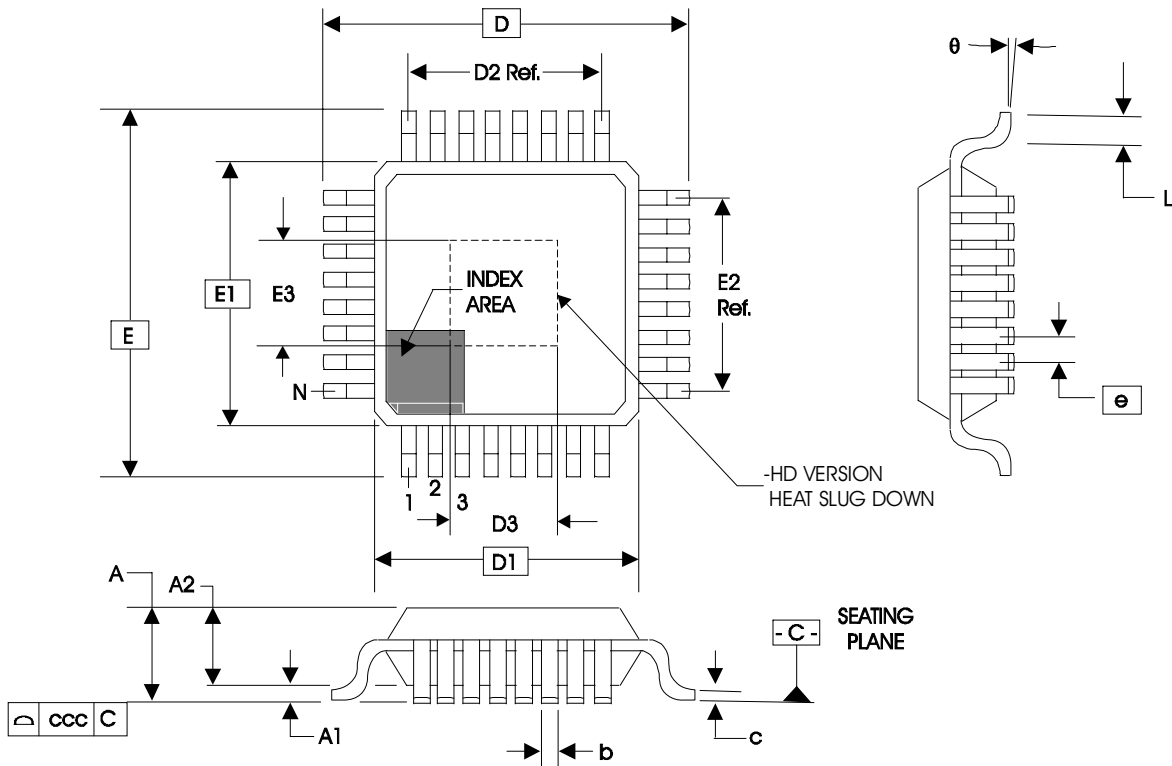 D
θ
D2 Ref.
L
E1
E3
INDEX
AREA
E2
Ref.
E
N
e
1
2
3
-HD VERSION
HEAT SLUG DOWN
D3
D1
A
A2
- C -
SEATING
PLANE
ccc C
A1
b
c